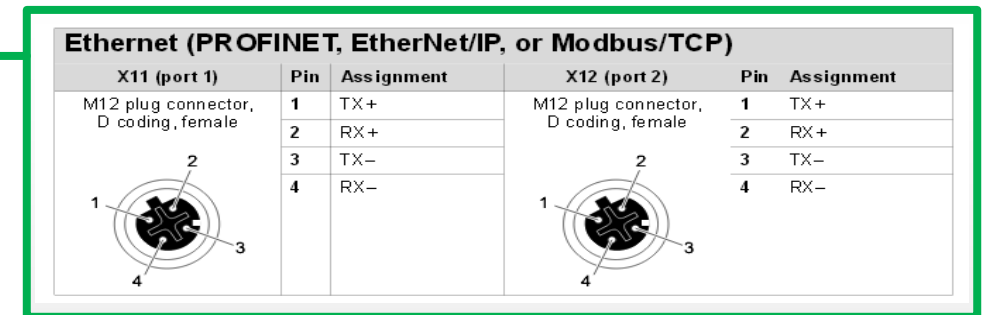 Ethernet (PROFINET, EtherNet/IP, or Modbus/TCP)
X11 (port 1) Pin Assignment X12 (port 2) Pin Assignment
M12 plug connector, 1 TX+ M12 plug connector, 1 TX+
D coding, female D coding, female
2 RX+ 2 RX+
2 3 TX– 2 3 TX–
4 RX– 4 RX–
1 1
3 3
4 4